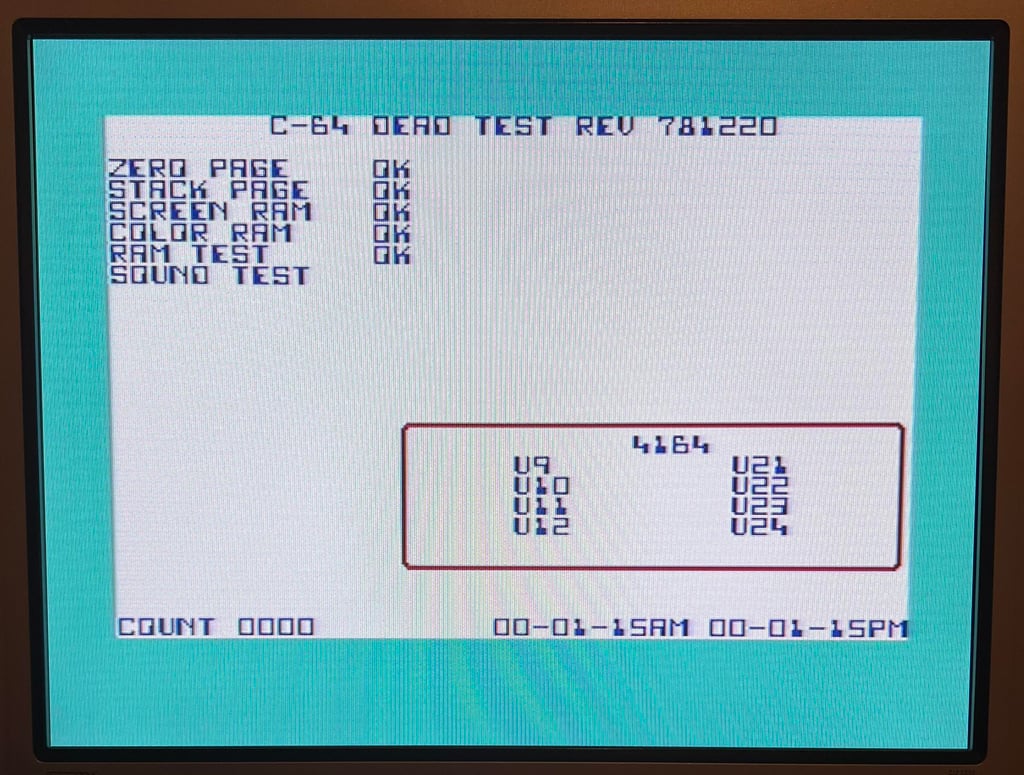 C-64 DEAD TEST REV 781220
ZERO PAGE OK
STACK PAGE OK
SCREEN RAM OK
COLOR RAM OK
RAM TEST OK
SOUND TEST
4164
U9 U21
U10 U22
U11 U23
U12 U24
COUNT 0000 00-01-15AM 00-01-15PM